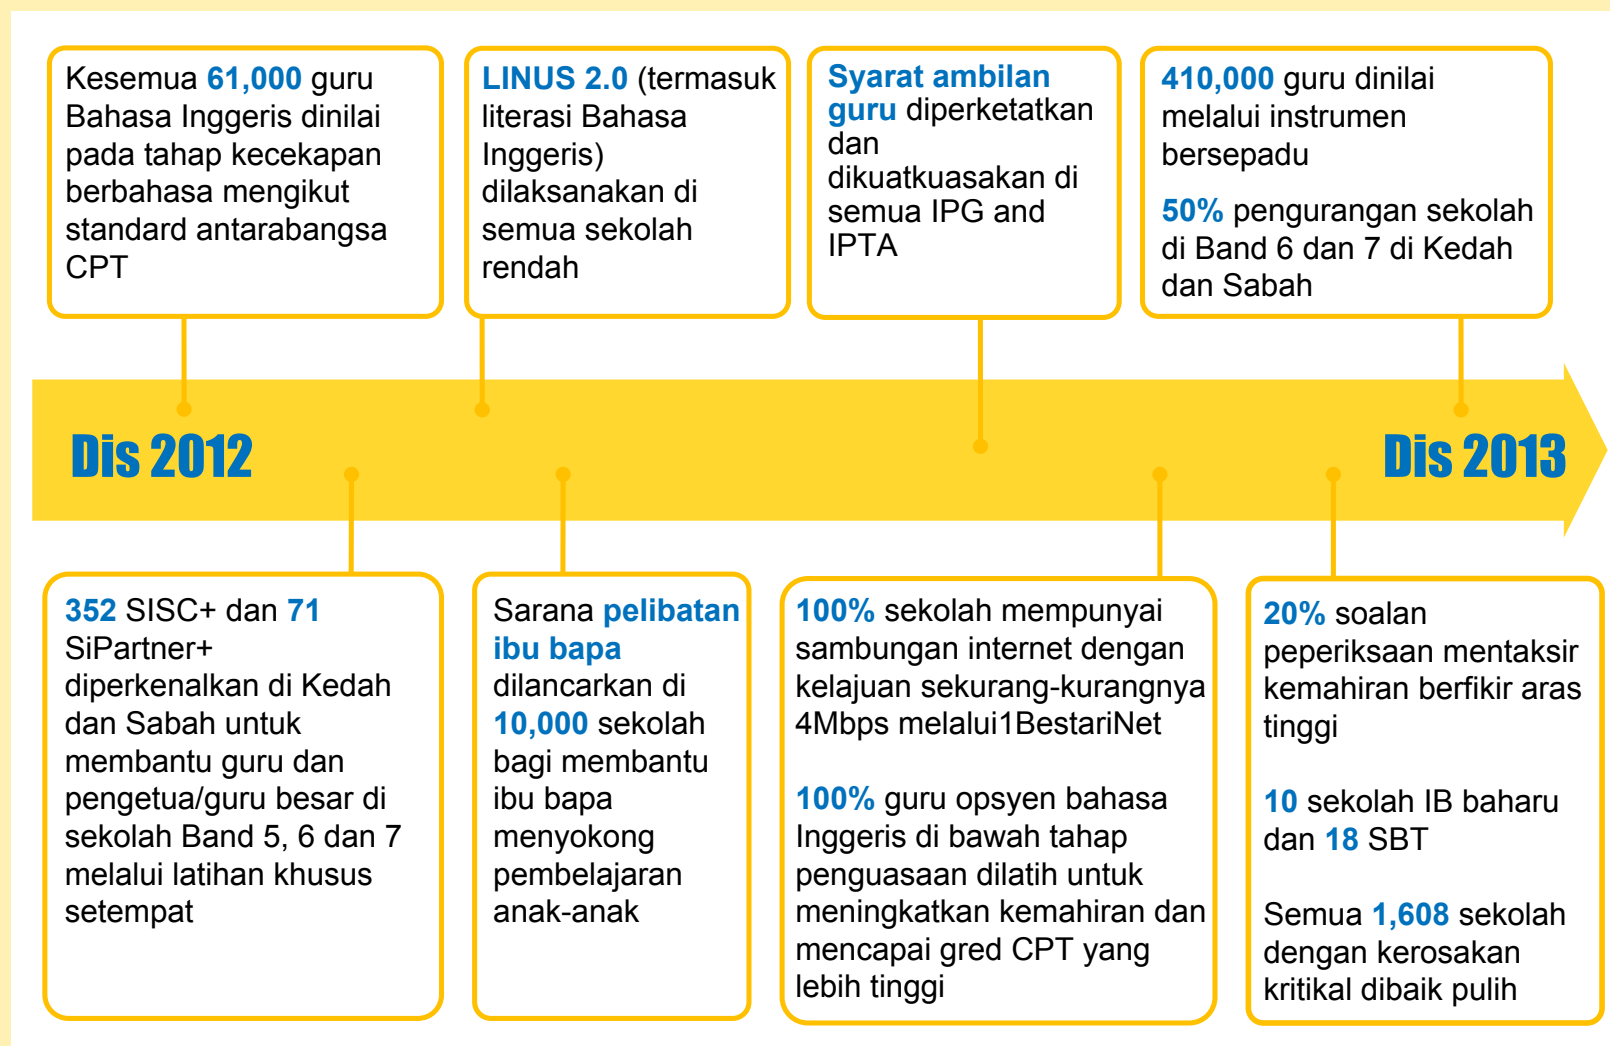 Kesemua 61,000 guru
Bahasa Inggeris dinilai
pada tahap kecekapan
berbahasa mengikut
standard antarabangsa
CPT
LINUS 2.0 (termasuk
literasi Bahasa
Inggeris)
dilaksanakan di
semua sekolah
rendah
Syarat ambilan
guru diperketatkan
dan
dikuatkuasakan di
semua IPG and
IPTA
410,000 guru dinilai
melalui instrumen
bersepadu
50% pengurangan sekolah
di Band 6 dan 7 di Kedah
dan Sabah
Dis 2012
Dis 2013
352 SISC+ dan 71
SiPartner+
diperkenalkan di Kedah
dan Sabah untuk
membantu guru dan
pengetua/guru besar di
sekolah Band 5, 6 dan 7
melalui latihan khusus
setempat
Sarana pelibatan
ibu bapa
dilancarkan di
10,000 sekolah
bagi membantu
ibu bapa
menyokong
pembelajaran
anak-anak
100% sekolah mempunyai
sambungan internet dengan
kelajuan sekurang-kurangnya
4Mbps melalui1BestariNet
100% guru opsyen bahasa
Inggeris di bawah tahap
penguasaan dilatih untuk
meningkatkan kemahiran dan
mencapai gred CPT yang
lebih tinggi
20% soalan
peperiksaan mentaksir
kemahiran berfikir aras
tinggi
10 sekolah IB baharu
dan 18 SBT
Semua 1,608 sekolah
dengan kerosakan
kritikal dibaik pulih